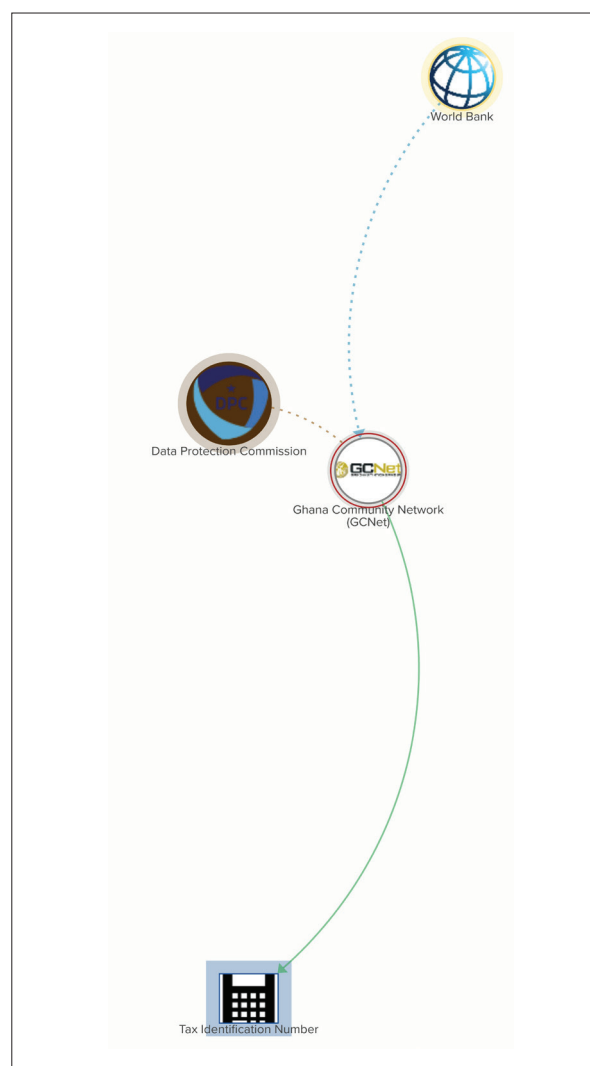 World Bank
DPC
Data Protection Commission
GCNet
Ghana Community Network
(GCNet)
Tax Identification Number